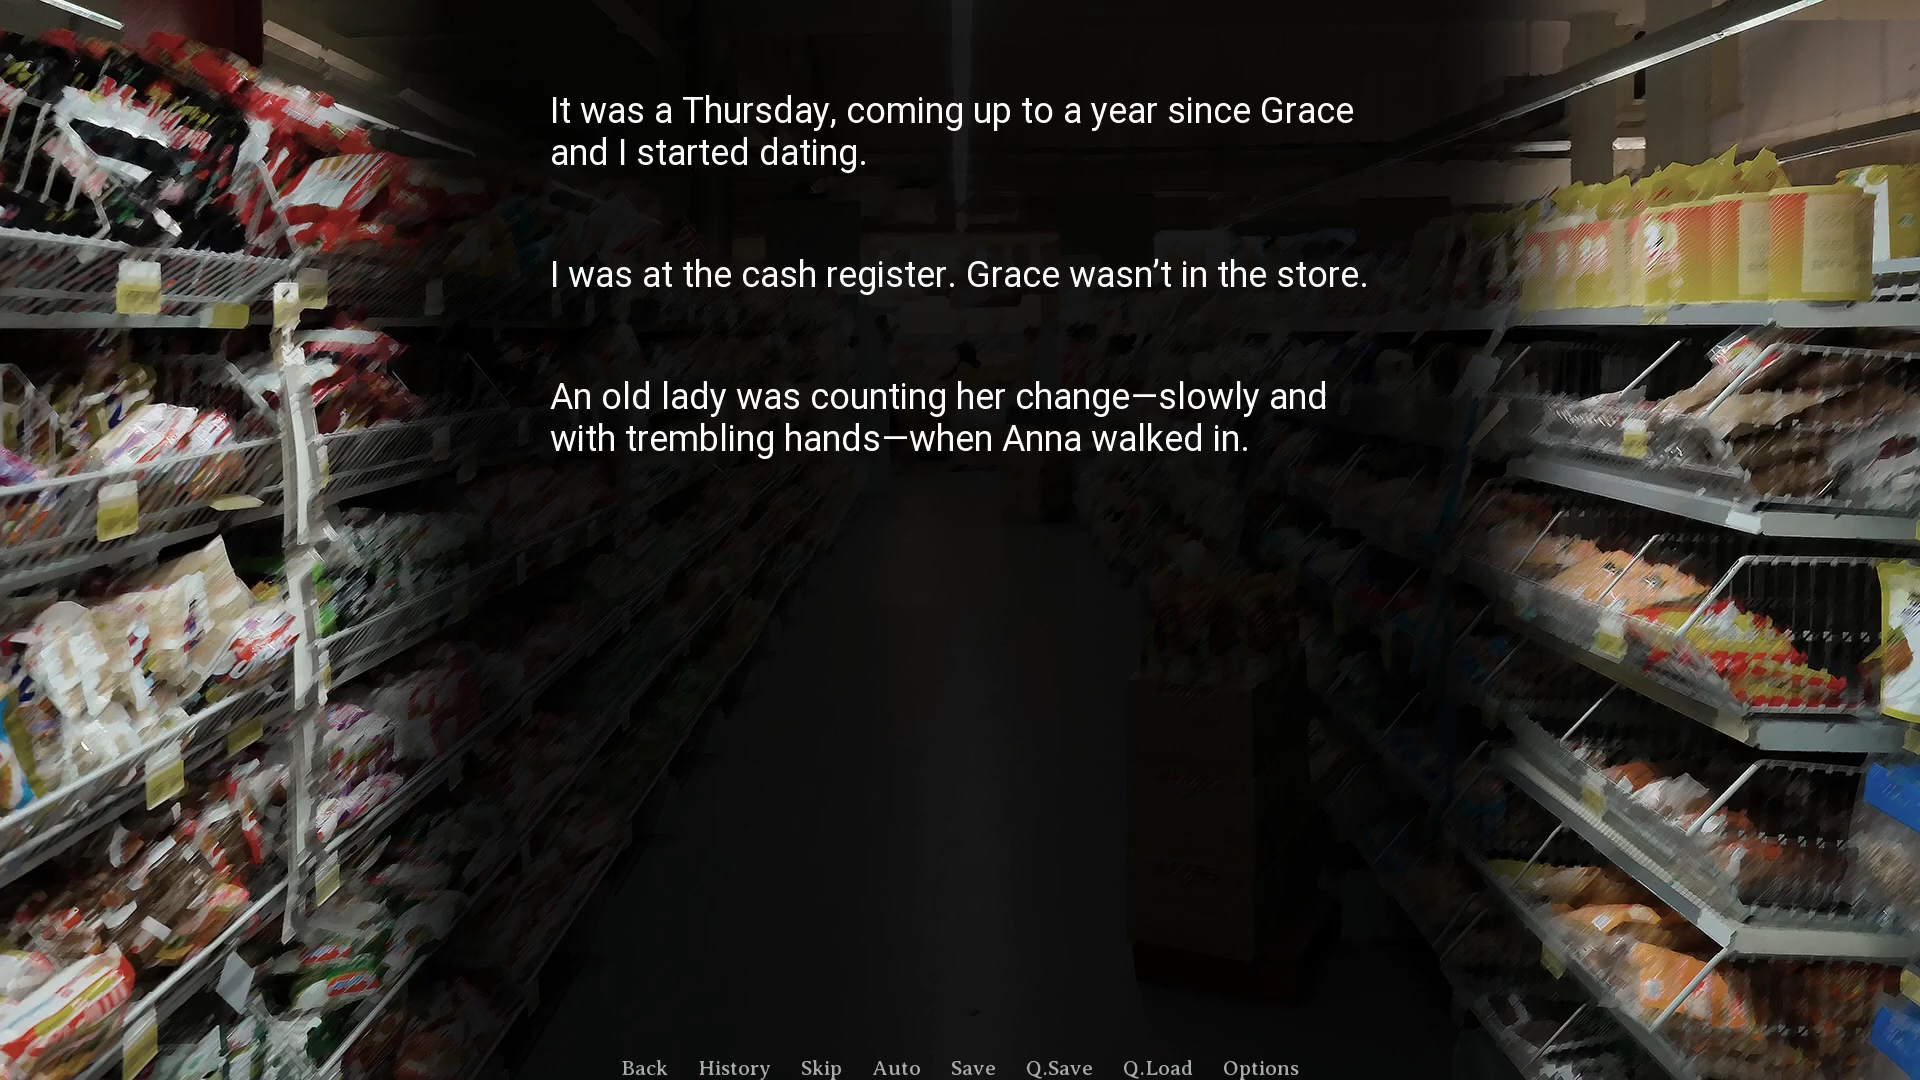 It was a Thursday, coming up to a year since Grace
and I started dating.
I was at the cash register. Grace wasn’t in the store.
An old lady was counting her change—slowly and
with trembling hands—when Anna walked in.
Back History Skip Auto Save Q.Save Q.Load Options